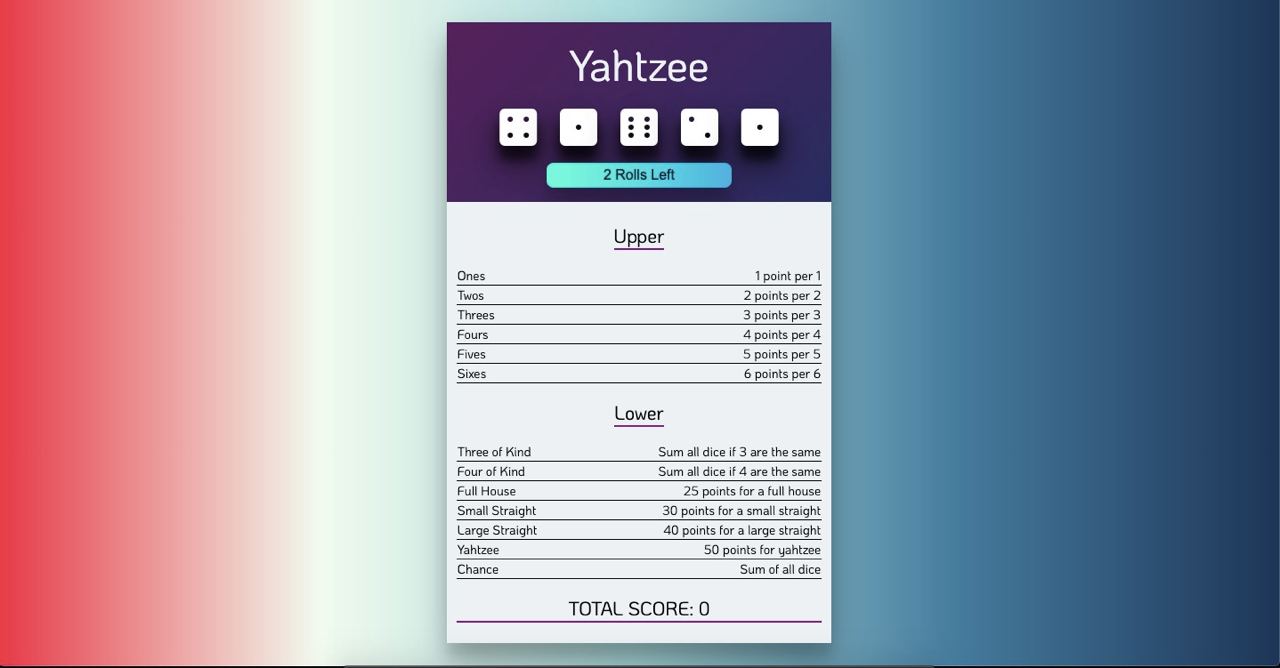 Yahtzee
2 Rolls Left
Upper
Ones 1 point per 1
Twos 2 points per 2
Threes 3 points per 3
Fours 4 points per 4
Fives 5 points per 5
Sixes 6 points per 6
Lower
Three of Kind Sum all dice if 3 are the same
Four of Kind Sum all dice if 4 are the same
Full House 25 points for a full house
Small Straight 30 points for a small straight
Large Straight 40 points for a large straight
Yahtzee 50 points for yahtzee
Chance Sum of all dice
TOTAL SCORE: 0